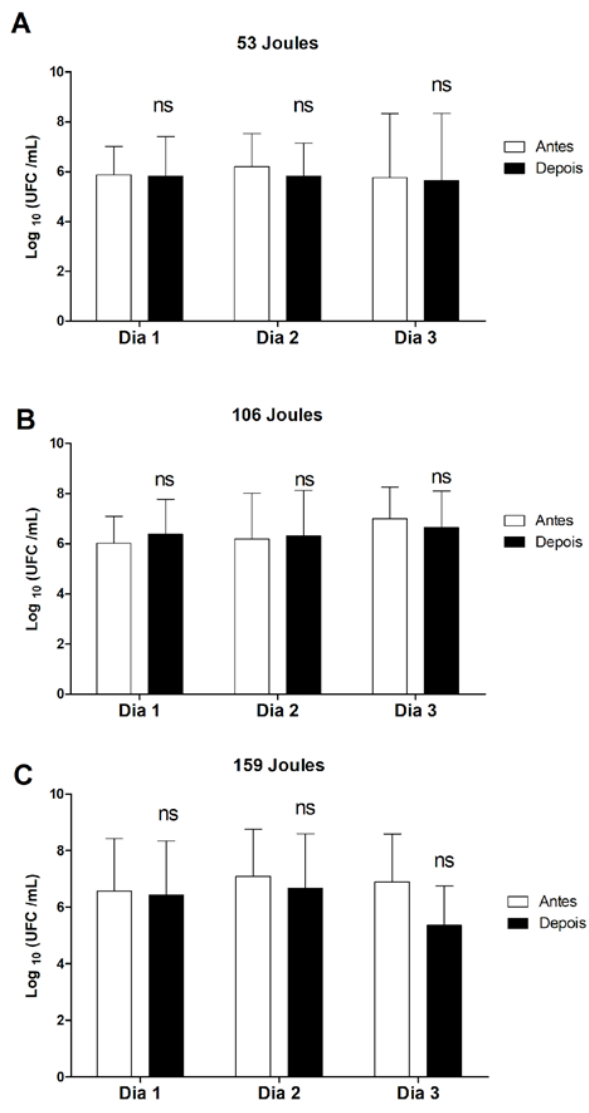 A
53 Joules
10
8
6
4
2
0
Log 10 (UFC /mL)
ns
ns
ns
Antes
Depois
Dia 1
Dia 2
Dia 3
B
106 Joules
10
8
6
4
2
0
Log 10 (UFC /mL)
ns
ns
ns
Antes
Depois
Dia 1
Dia 2
Dia 3
C
159 Joules
10
8
6
4
2
0
Log 10 (UFC /mL)
ns
ns
ns
Antes
Depois
Dia 1
Dia 2
Dia 3